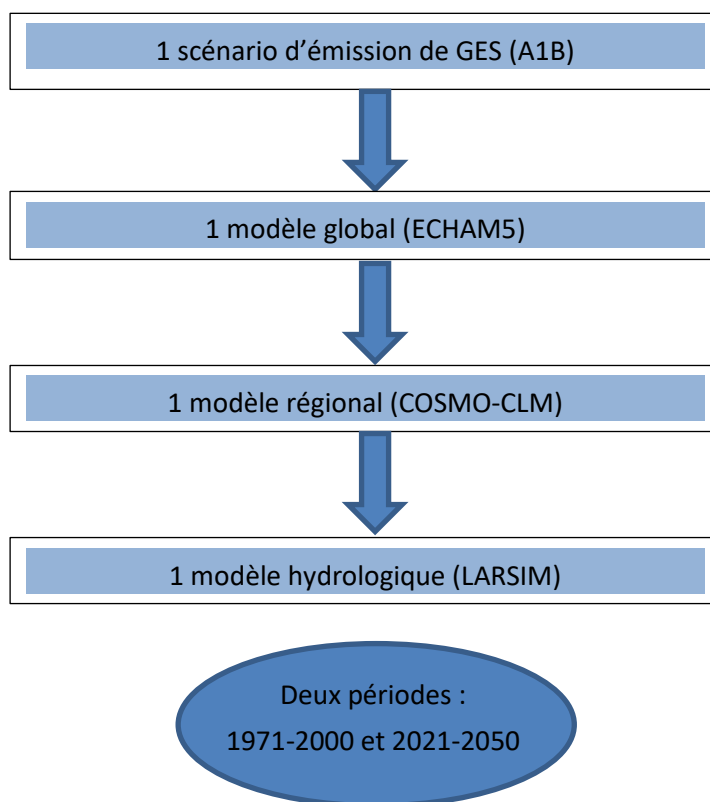 1 scénario d’émission de GES (A1B)
1 modèle global (ECHAM5)
1 modèle régional (COSMO-CLM)
1 modèle hydrologique (LARSIM)
Deux périodes :
1971-2000 et 2021-2050